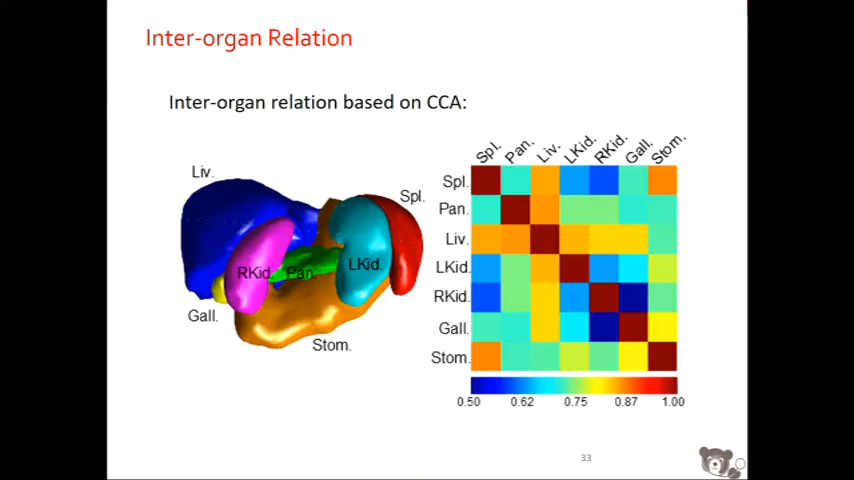 Inter-organ Relation
Inter-organ relation based on CCA:
Liv.
Spl.
RKid.
Pan.
LKid.
Gall.
Stom.
Spl. Pan. Liv. LKid. RKid. Gall. Stom.
Spl.
Pan.
Liv.
LKid.
RKid.
Gall.
Stom.
0.50 0.62 0.75 0.87 1.00
33